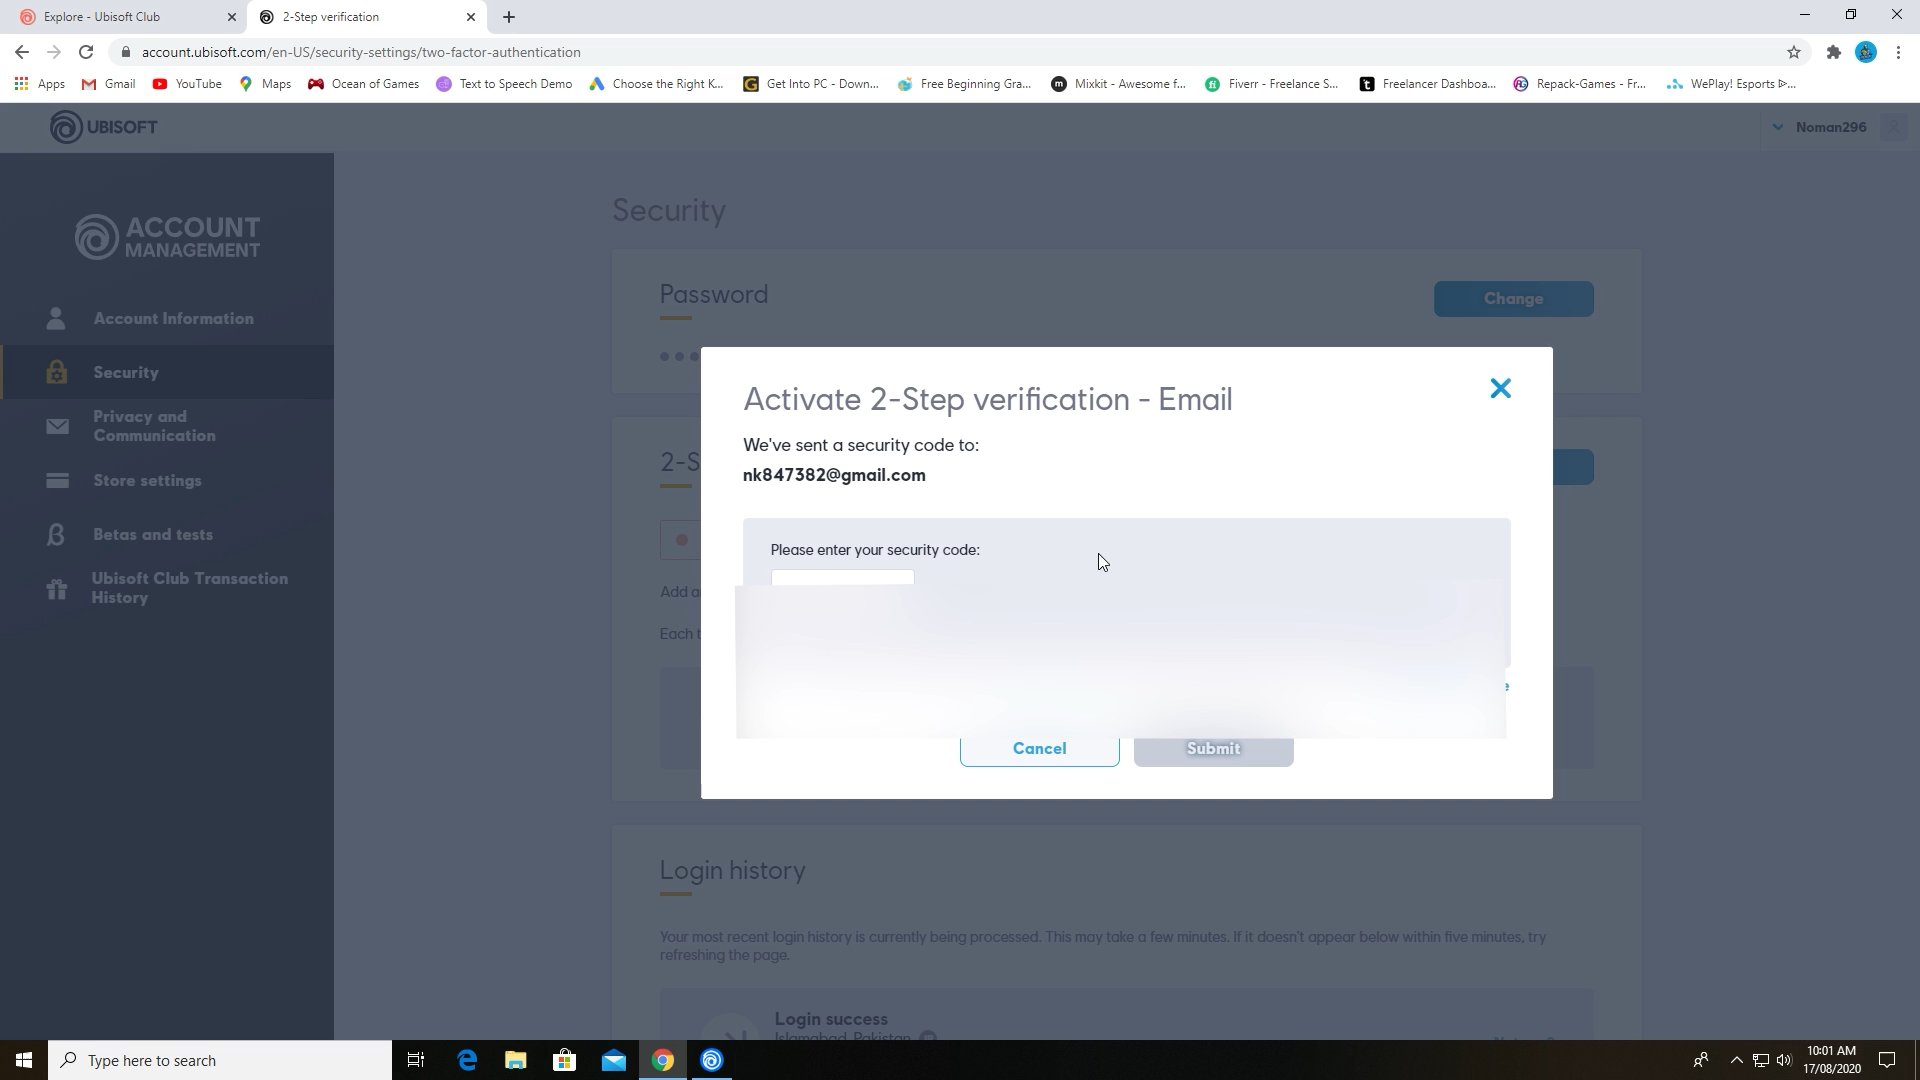 Explore - Ubisoft Club
2-Step verification
account.ubisoft.com/en-US/security-settings/two-factor-authentication
Apps
Gmail
YouTube
Maps
Ocean of Games
Text to Speech Demo
Choose the Right K...
Get Into PC - Down...
Free Beginning Gra...
Mixkit - Awesome f...
Fiverr - Freelance S...
Freelancer Dashboa...
Repack-Games - Fr...
WePlay! Esports ᐅ...
UBISOFT
Noman296
ACCOUNT
MANAGEMENT
Account Information
Security
Privacy and
Communication
Store settings
Betas and tests
Ubisoft Club Transaction
History
Security
Password
Change
2-S
Activate 2-Step verification - Email
We've sent a security code to:
nk847382@gmail.com
Please enter your security code:
Add a
Each t
Cancel
Submit
Login history
Your most recent login history is currently being processed. This may take a few minutes. If it doesn't appear below within five minutes, try
refreshing the page.
Login success
Islamabad, Pakistan
Type here to search
10:01 AM
17/08/2020